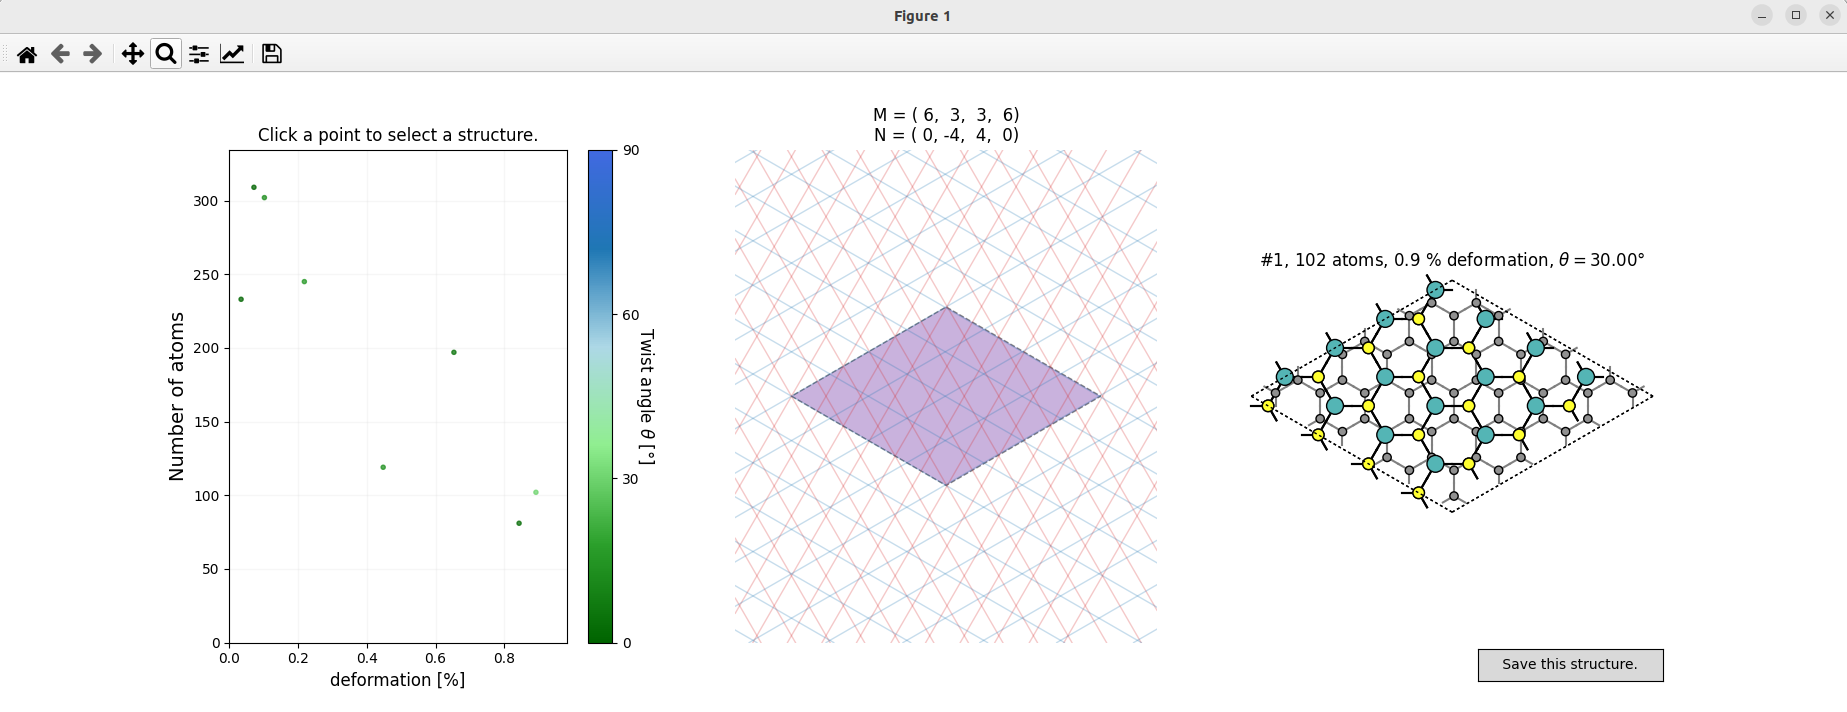 Figure 1
Click a point to select a structure.
Number of atoms
300
250
200
150
100
50
0
0.0 0.2 0.4 0.6 0.8
deformation [%]
90
60
30
0
Twist angle θ [°]
M = ( 6, 3, 3, 6)
N = ( 0, -4, 4, 0)
#1, 102 atoms, 0.9 % deformation, θ = 30.00°
Save this structure.